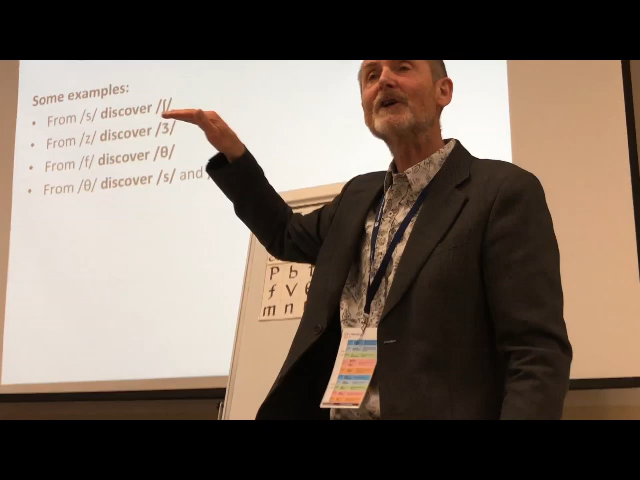 Some examples:
• From /s/ discover /ʃ/
• From /z/ discover /ʒ/
• From /f/ discover /θ/
• From /θ/ discover /s/ and /
p b t
f v θ
m n